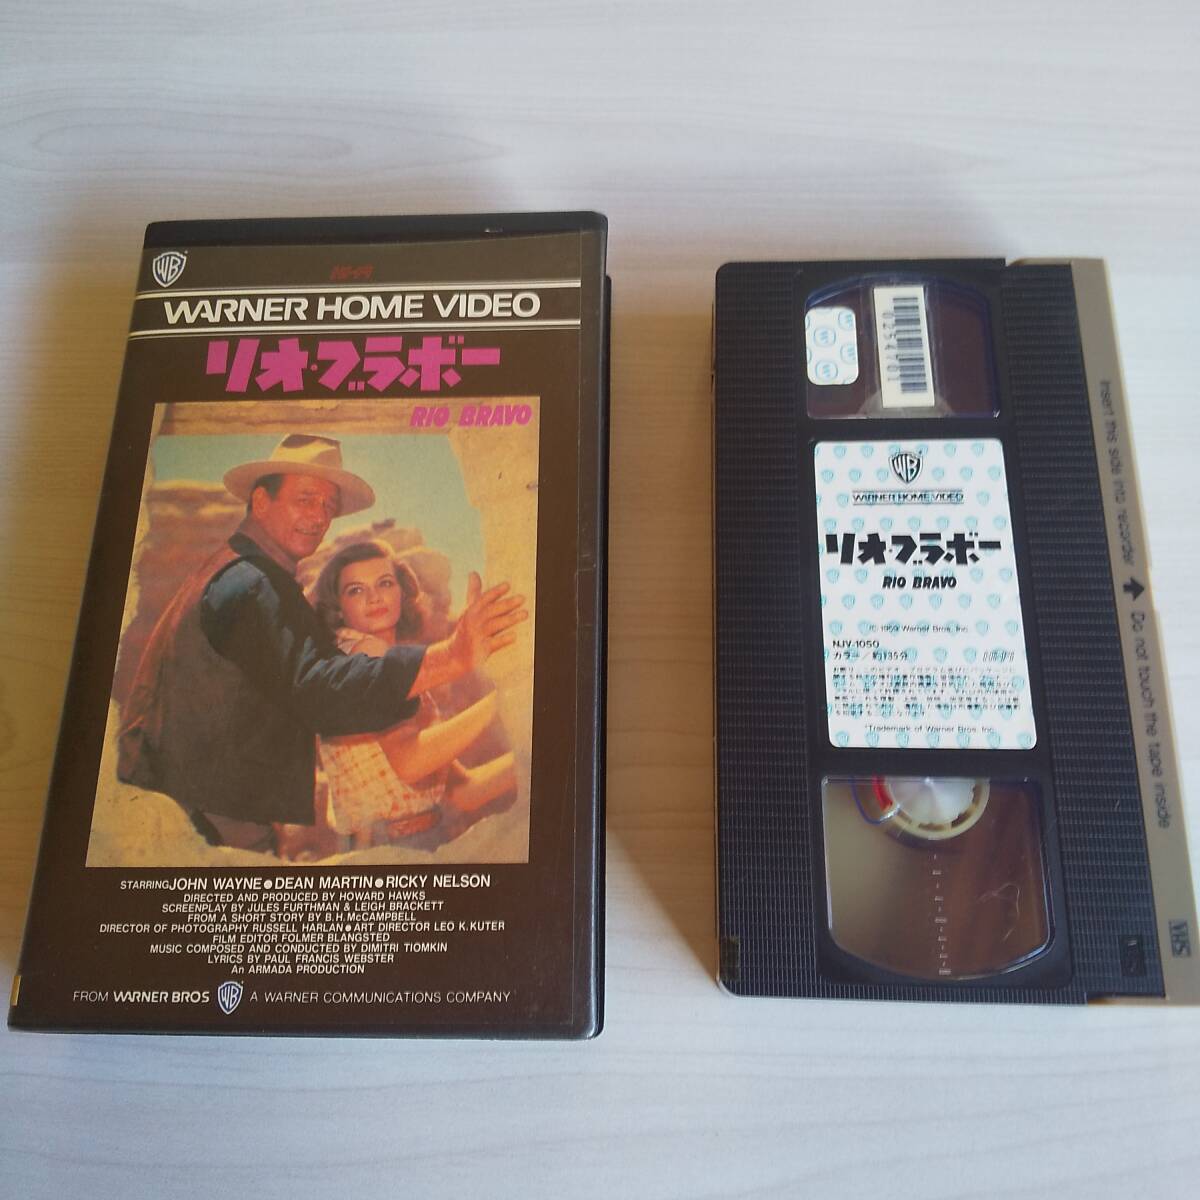 WB
HI-FI
WARNER HOME VIDEO
リオ・ブラボー
RIO BRAVO
STARRING JOHN WAYNE●DEAN MARTIN●RICKY NELSON
DIRECTED AND PRODUCED BY HOWARD HAWKS
SCREENPLAY BY JULES FURTHMAN & LEIGH BRACKETT
FROM A SHORT STORY BY B.H.McCAMPBELL
DIRECTOR OF PHOTOGRAPHY RUSSELL HARLAN●ART DIRECTOR LEO K.KUTER
FILM EDITOR FOLMER BLANGSTED
MUSIC COMPOSED AND CONDUCTED BY DIMITRI TIOMKIN
LYRICS BY PAUL FRANCIS WEBSTER
An ARMADA PRODUCTION
FROM WARNER BROS WB A WARNER COMMUNICATIONS COMPANY
WB
WARNER HOME VIDEO
リオ・ブラボー
RIO BRAVO
© 1959 Warner Bros. Inc.
NJV-1050
カラー/約135分 HI-FI
*Trademark of Warner Bros. Inc.
Insert this side into recorder Do not touch the tape inside
VHS